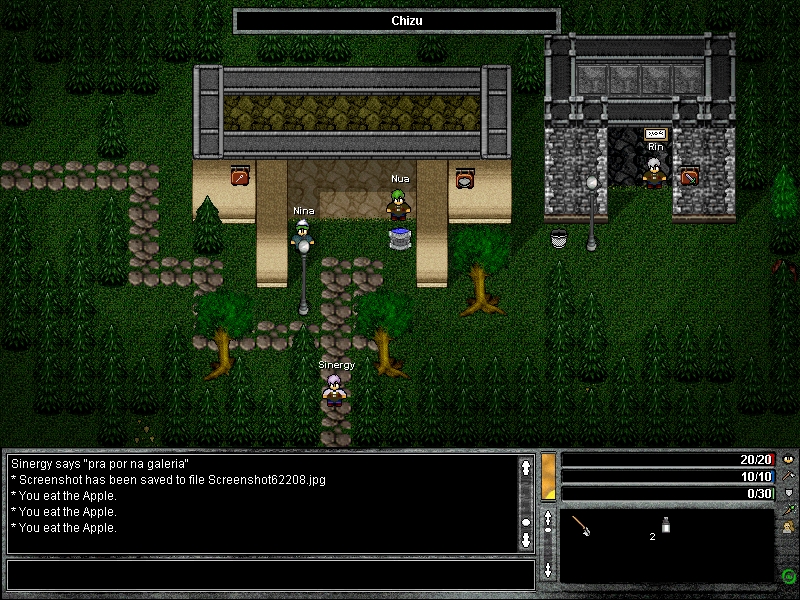 Chizu
Rin
Nua
Nina
Sinergy
Sinergy says "pra por na galeria"
* Screenshot has been saved to file Screenshot62208.jpg
* You eat the Apple.
* You eat the Apple.
* You eat the Apple.
20/20
10/10
0/30
2